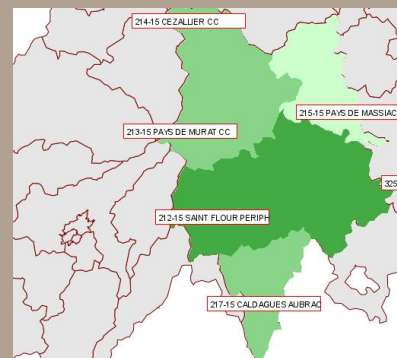 214-15 CEZALLIER CC
215-15 PAYS DE MASSIAC
213-15 PAYS DE MURAT CC
325
212-15 SAINT FLOUR PERIPH
217-15 CALDAGUES AUBRAC